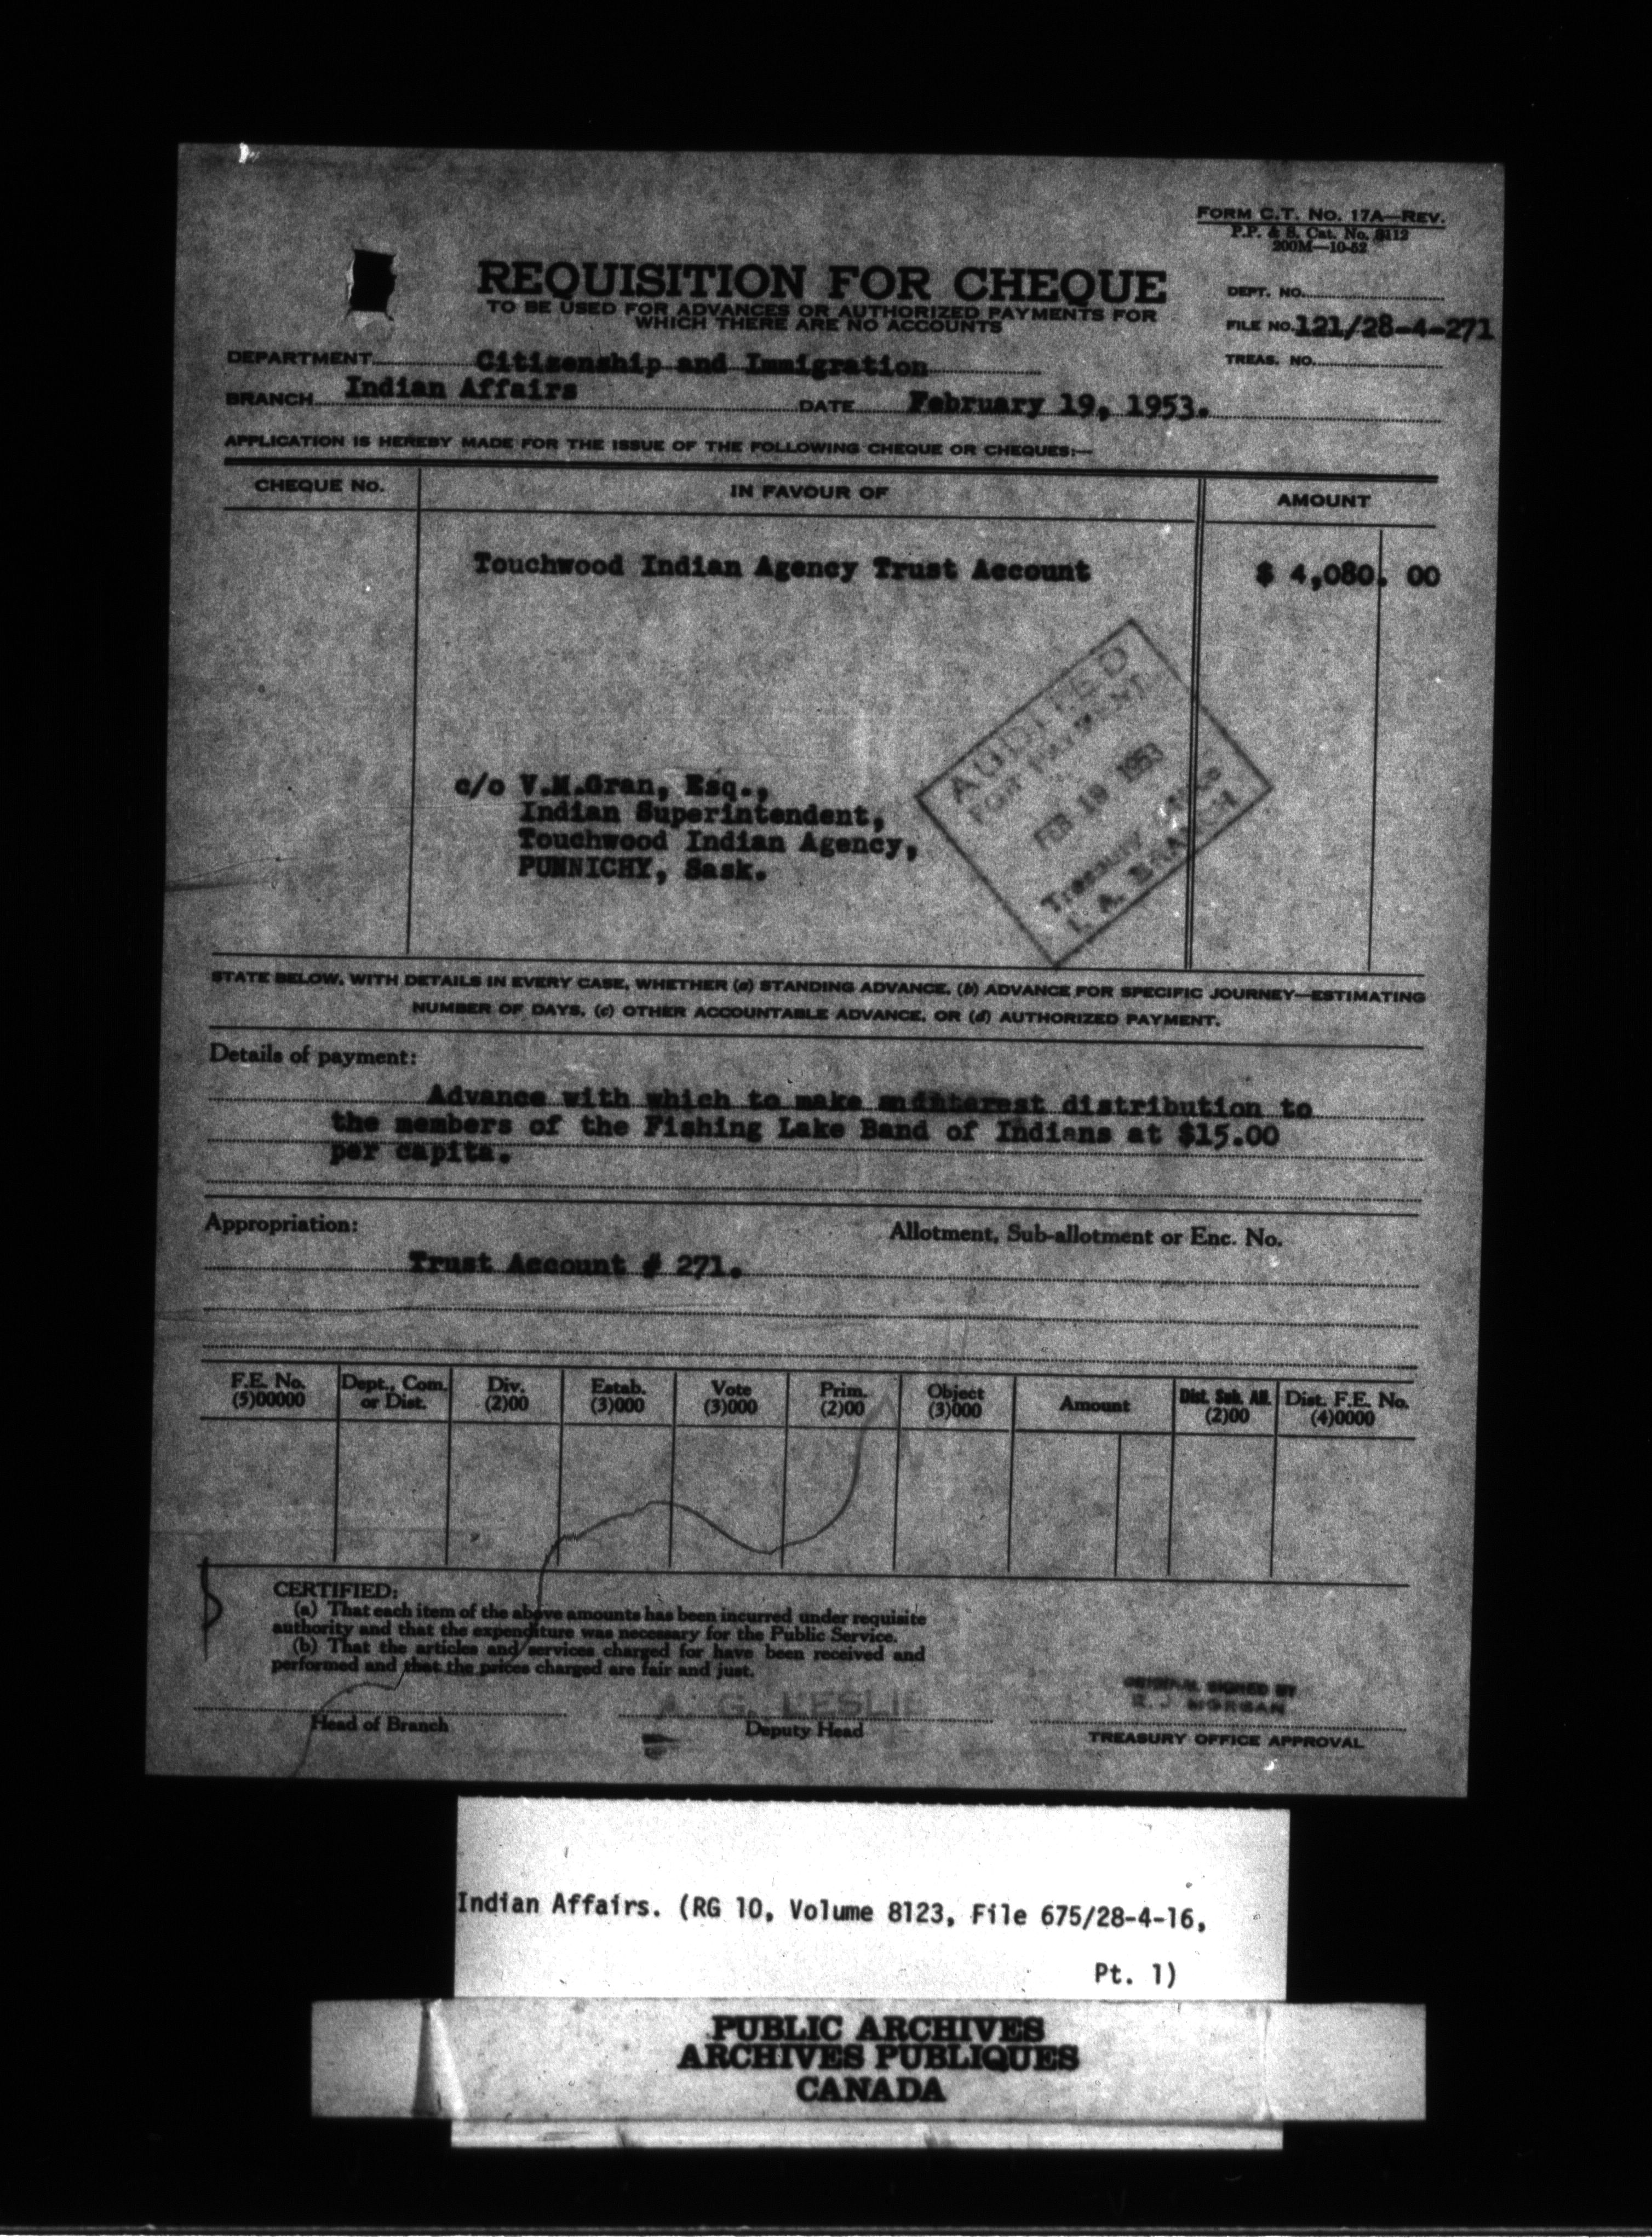 FORM C.T. NO. 17A—REV.
P.P. & S. Cat. No. 8112
200M—10-52
REQUISITION FOR CHEQUE
TO BE USED FOR ADVANCES OR AUTHORIZED PAYMENTS FOR
WHICH THERE ARE NO ACCOUNTS
DEPT. NO.
FILE NO. 121/28-4-271
TREAS. NO.
DEPARTMENT Citizenship and Immigration
BRANCH Indian Affairs DATE February 19, 1953.
APPLICATION IS HEREBY MADE FOR THE ISSUE OF THE FOLLOWING CHEQUE OR CHEQUES:—
CHEQUE NO. IN FAVOUR OF AMOUNT
Touchwood Indian Agency Trust Account $ 4,080. 00
AUDITED
FOR PAYMENT
FEB 19 1953
Treasury Office
I. A. BRANCH
c/o V.M.Gran, Esq.,
Indian Superintendent,
Touchwood Indian Agency,
PUNNICHY, Sask.
STATE BELOW, WITH DETAILS IN EVERY CASE, WHETHER (a) STANDING ADVANCE, (b) ADVANCE FOR SPECIFIC JOURNEY—ESTIMATING
NUMBER OF DAYS, (c) OTHER ACCOUNTABLE ADVANCE, OR (d) AUTHORIZED PAYMENT.
Details of payment:
Advance with which to make an interest distribution to
the members of the Fishing Lake Band of Indians at $15.00
per capita.
Appropriation: Allotment, Sub-allotment or Enc. No.
Trust Account # 271.
F.E. No. Dept., Com. Div. Estab. Vote Prim. Object Amount Dist. Sub. All. Dist. F.E. No.
(5)00000 or Dist. (2)00 (3)000 (3)000 (2)00 (3)000 (2)00 (4)0000
CERTIFIED:
(a) That each item of the above amounts has been incurred under requisite
authority and that the expenditure was necessary for the Public Service.
(b) That the articles and services charged for have been received and
performed and that the prices charged are fair and just.
A. G. LESLIE
ORIGINAL SIGNED BY
R. J. MORGAN
Head of Branch Deputy Head TREASURY OFFICE APPROVAL
Indian Affairs. (RG 10, Volume 8123, File 675/28-4-16,
Pt. 1)
PUBLIC ARCHIVES
ARCHIVES PUBLIQUES
CANADA